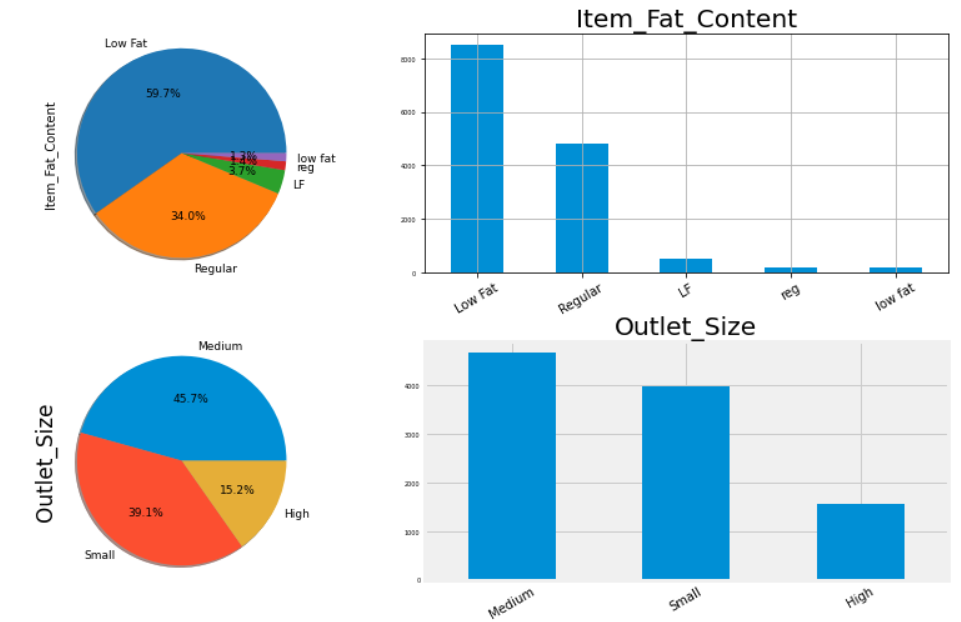 Low Fat
59.7%
1.3%
low fat
1.4%
reg
3.7%
LF
34.0%
Regular
Item_Fat_Content
Item_Fat_Content
8000
6000
4000
2000
0
Low Fat
Regular
LF
reg
low fat
Medium
45.7%
15.2%
High
39.1%
Small
Outlet_Size
Outlet_Size
4000
3000
2000
1000
0
Medium
Small
High